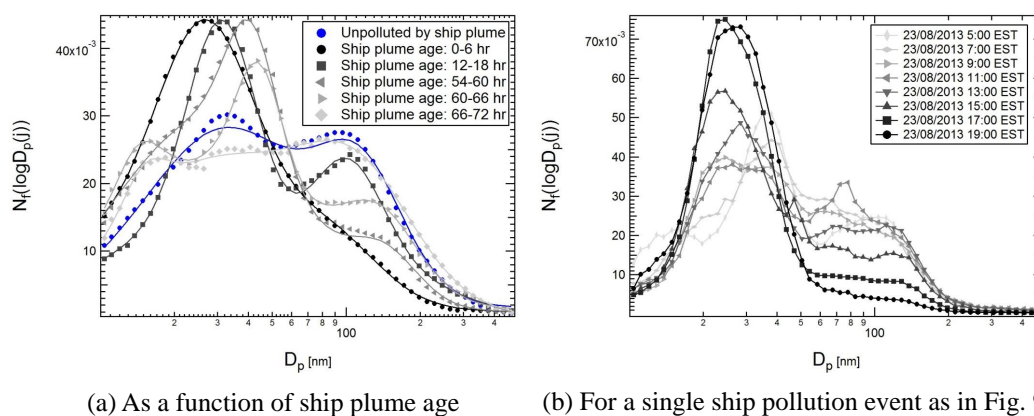 40x10⁻³
30
20
10
N_f(logD_p(j))
Unpolluted by ship plume
Ship plume age: 0-6 hr
Ship plume age: 12-18 hr
Ship plume age: 54-60 hr
Ship plume age: 60-66 hr
Ship plume age: 66-72 hr
2 3 4 5 6 7 8 9 100 2 3 4
D_p [nm]
(a) As a function of ship plume age
70x10⁻³
60
50
40
30
20
10
N_f(logD_p(j))
23/08/2013 5:00 EST
23/08/2013 7:00 EST
23/08/2013 9:00 EST
23/08/2013 11:00 EST
23/08/2013 13:00 EST
23/08/2013 15:00 EST
23/08/2013 17:00 EST
23/08/2013 19:00 EST
2 3 4 5 6 7 8 9 100 2 3 4
D_p [nm]
(b) For a single ship pollution event as in Fig. 6